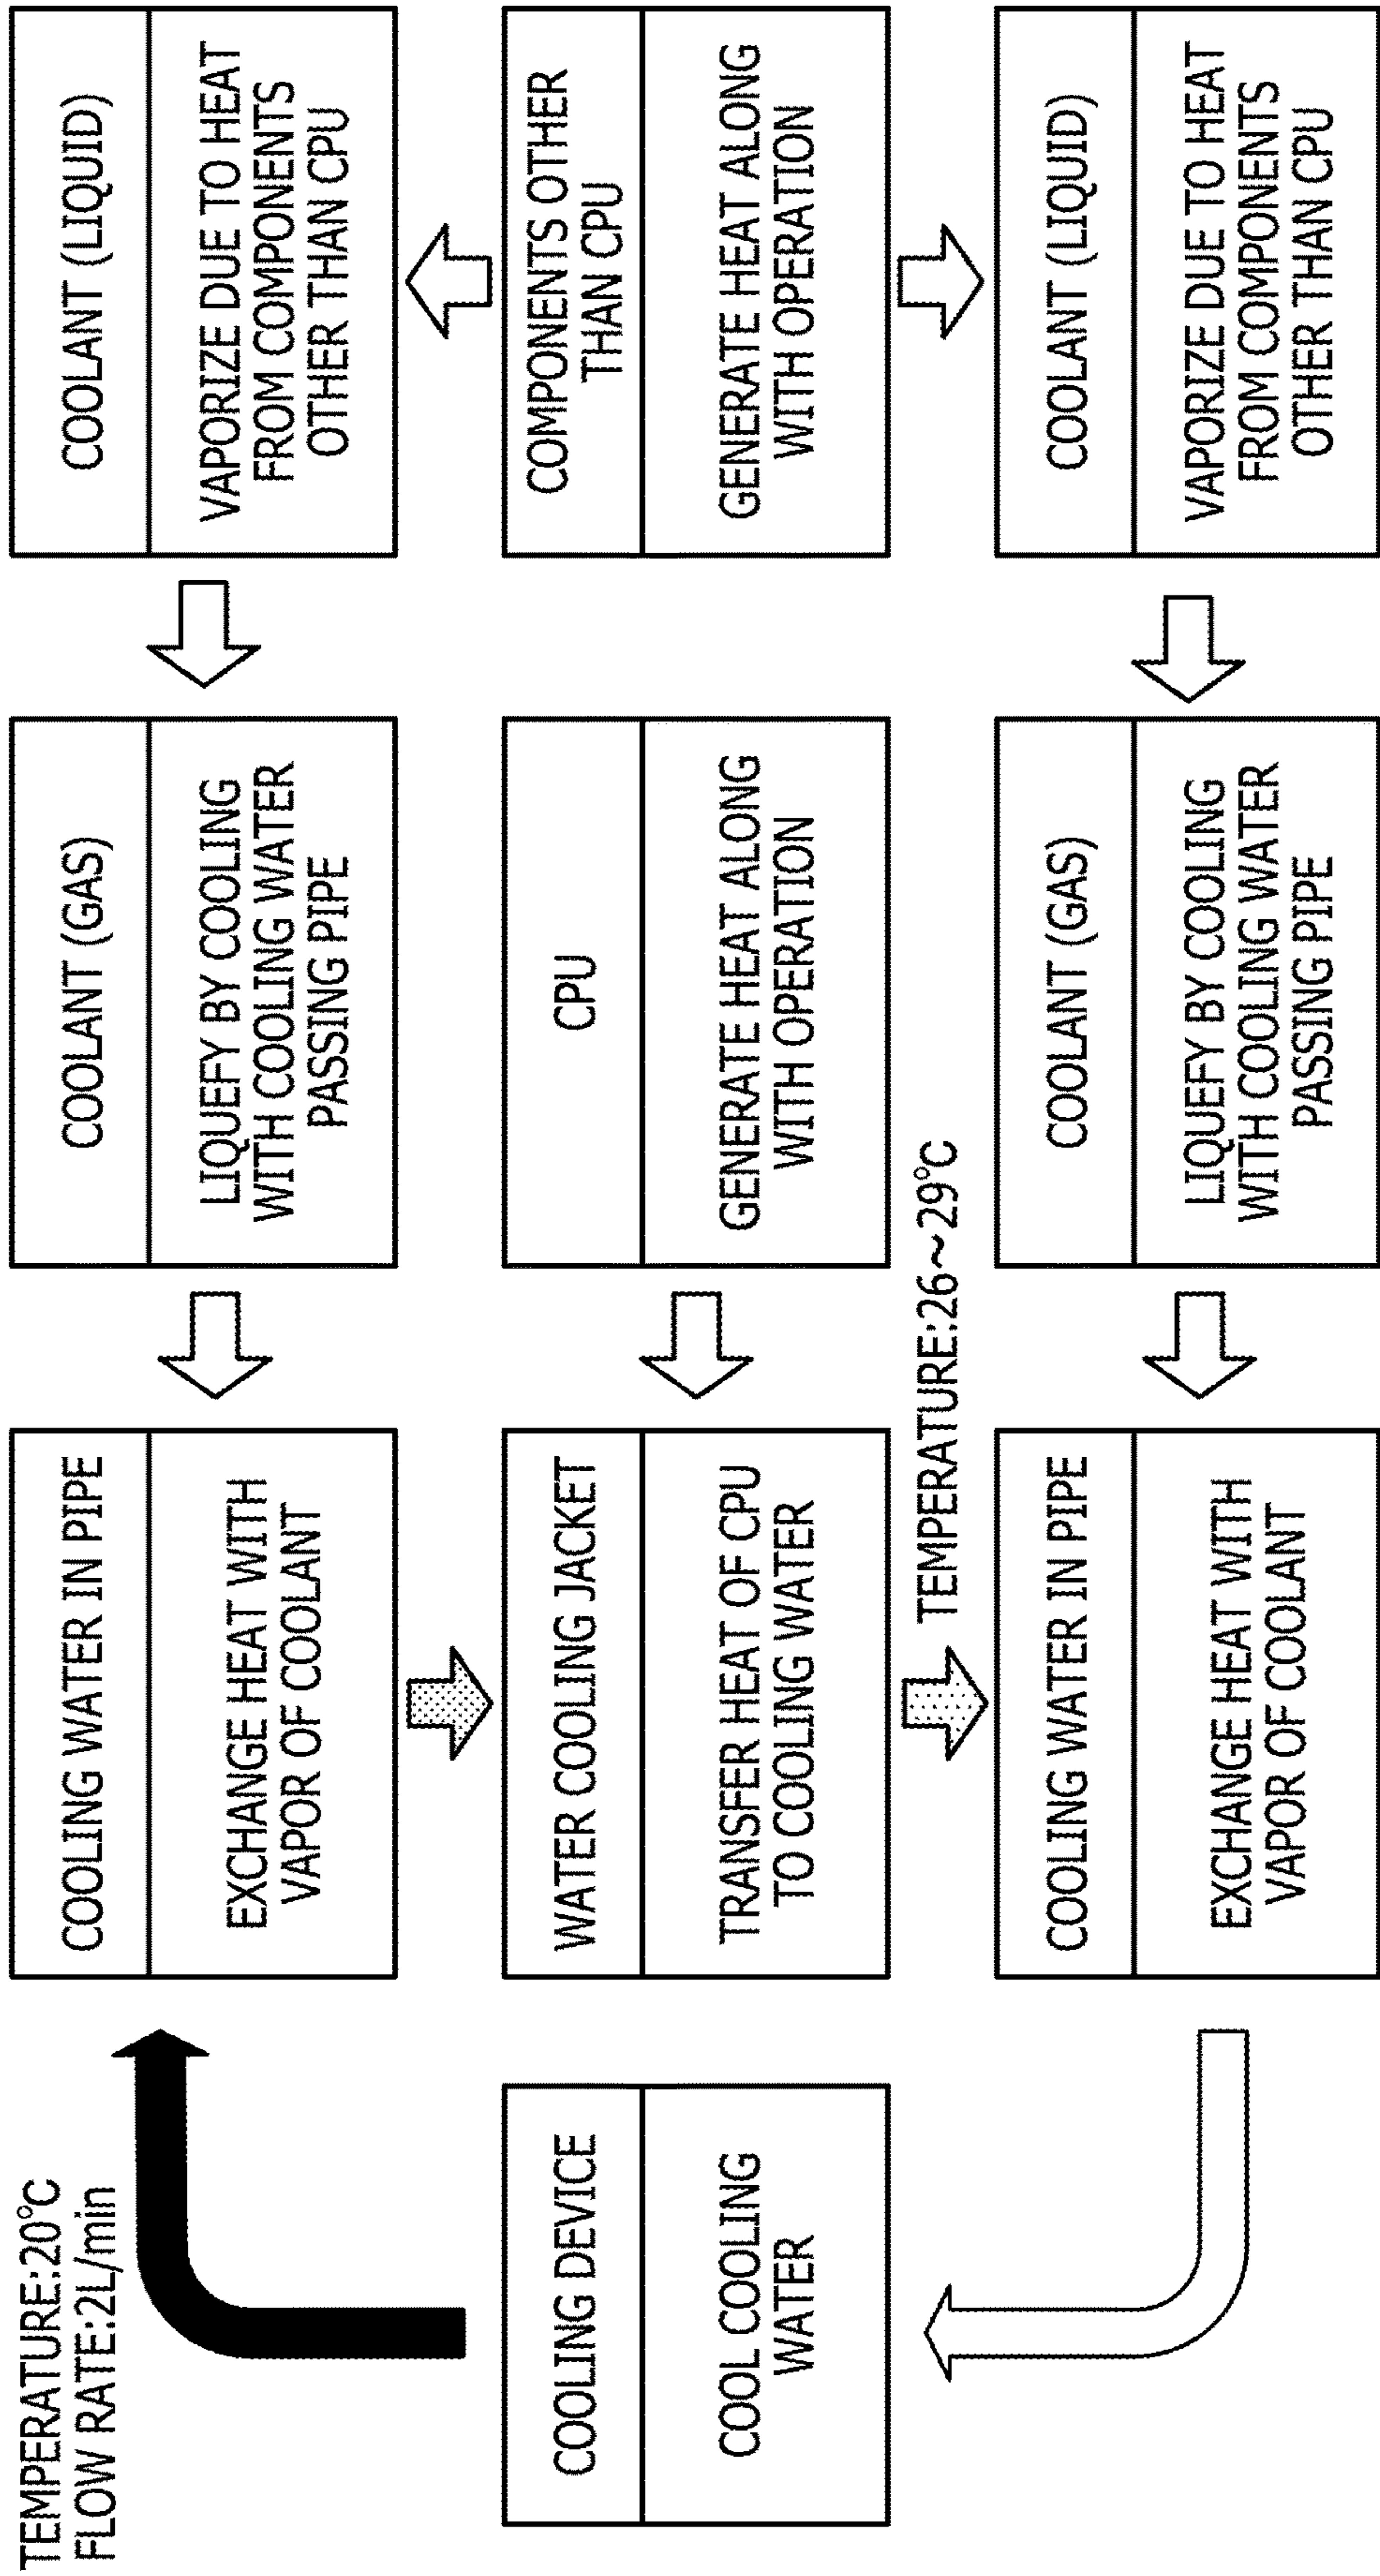 TEMPERATURE:20°C
FLOW RATE:2L/min
COOLING WATER IN PIPE
EXCHANGE HEAT WITH
VAPOR OF COOLANT
COOLANT (GAS)
LIQUEFY BY COOLING
WITH COOLING WATER
PASSING PIPE
COOLANT (LIQUID)
VAPORIZE DUE TO HEAT
FROM COMPONENTS
OTHER THAN CPU
COOLING DEVICE
COOL COOLING
WATER
WATER COOLING JACKET
TRANSFER HEAT OF CPU
TO COOLING WATER
CPU
GENERATE HEAT ALONG
WITH OPERATION
COMPONENTS OTHER
THAN CPU
GENERATE HEAT ALONG
WITH OPERATION
TEMPERATURE:26~29°C
COOLING WATER IN PIPE
EXCHANGE HEAT WITH
VAPOR OF COOLANT
COOLANT (GAS)
LIQUEFY BY COOLING
WITH COOLING WATER
PASSING PIPE
COOLANT (LIQUID)
VAPORIZE DUE TO HEAT
FROM COMPONENTS
OTHER THAN CPU